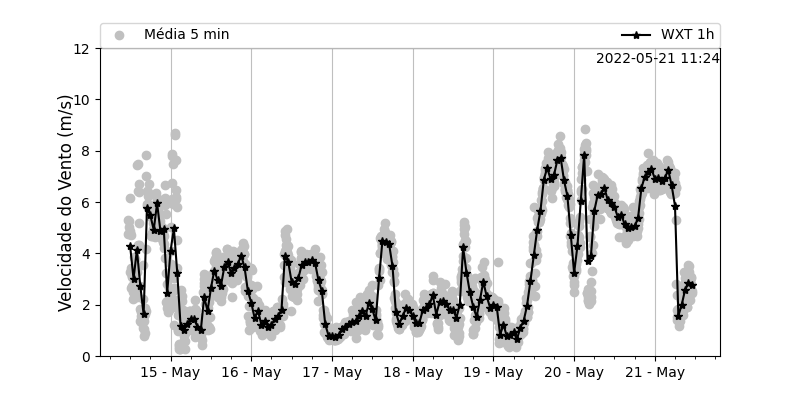 Média 5 min
WXT 1h
2022-05-21 11:24
Velocidade do Vento (m/s)
12
10
8
6
4
2
0
15 - May
16 - May
17 - May
18 - May
19 - May
20 - May
21 - May